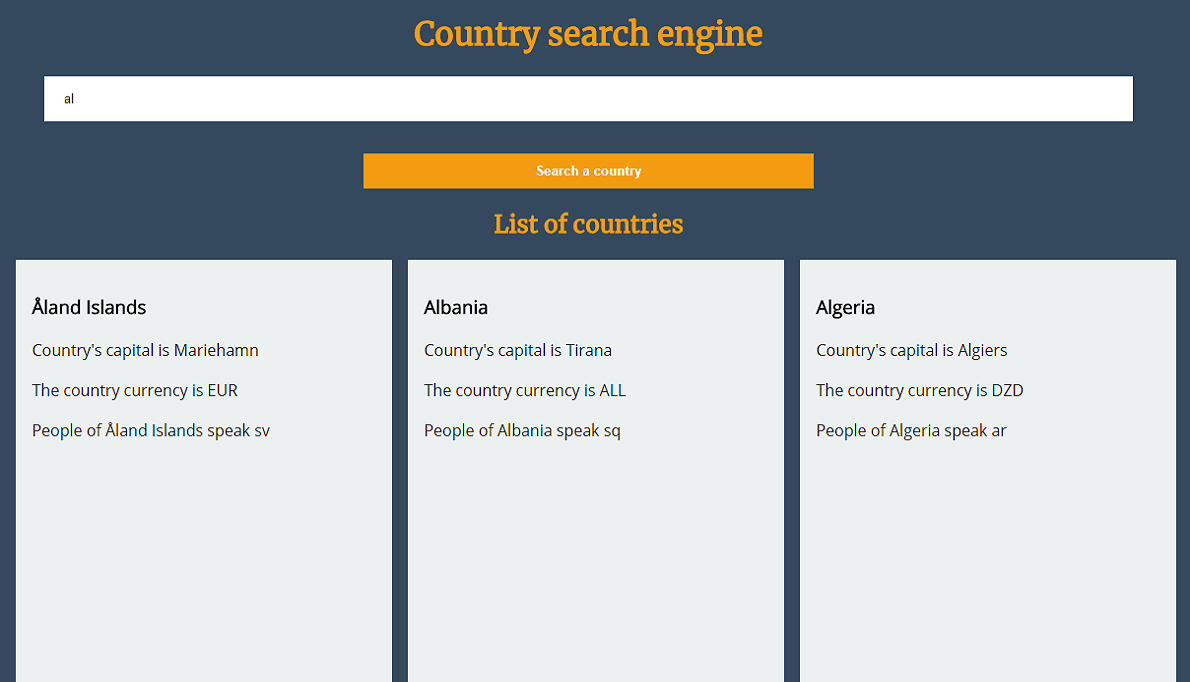 Country search engine
al
Search a country
List of countries
Åland Islands
Country's capital is Mariehamn
The country currency is EUR
People of Åland Islands speak sv
Albania
Country's capital is Tirana
The country currency is ALL
People of Albania speak sq
Algeria
Country's capital is Algiers
The country currency is DZD
People of Algeria speak ar